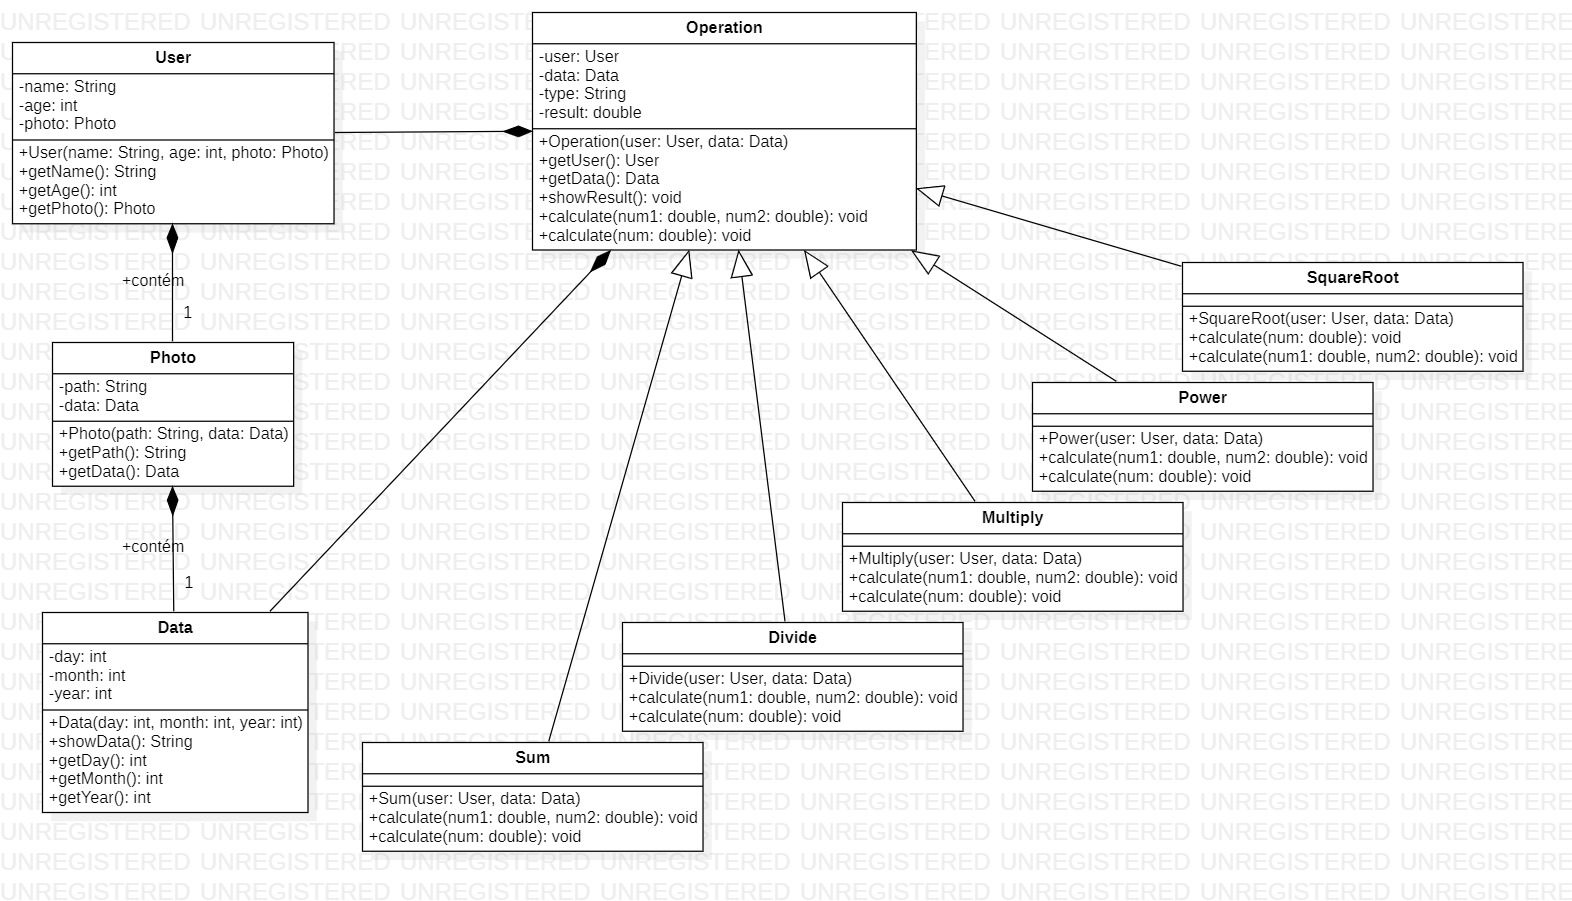 User
-name: String
-age: int
-photo: Photo
+User(name: String, age: int, photo: Photo)
+getName(): String
+getAge(): int
+getPhoto(): Photo
Operation
-user: User
-data: Data
-type: String
-result: double
+Operation(user: User, data: Data)
+getUser(): User
+getData(): Data
+showResult(): void
+calculate(num1: double, num2: double): void
+calculate(num: double): void
+contém
1
Photo
-path: String
-data: Data
+Photo(path: String, data: Data)
+getPath(): String
+getData(): Data
+contém
1
Data
-day: int
-month: int
-year: int
+Data(day: int, month: int, year: int)
+showData(): String
+getDay(): int
+getMonth(): int
+getYear(): int
SquareRoot
+SquareRoot(user: User, data: Data)
+calculate(num: double): void
+calculate(num1: double, num2: double): void
Power
+Power(user: User, data: Data)
+calculate(num1: double, num2: double): void
+calculate(num: double): void
Multiply
+Multiply(user: User, data: Data)
+calculate(num1: double, num2: double): void
+calculate(num: double): void
Divide
+Divide(user: User, data: Data)
+calculate(num1: double, num2: double): void
+calculate(num: double): void
Sum
+Sum(user: User, data: Data)
+calculate(num1: double, num2: double): void
+calculate(num: double): void
UNREGISTERED